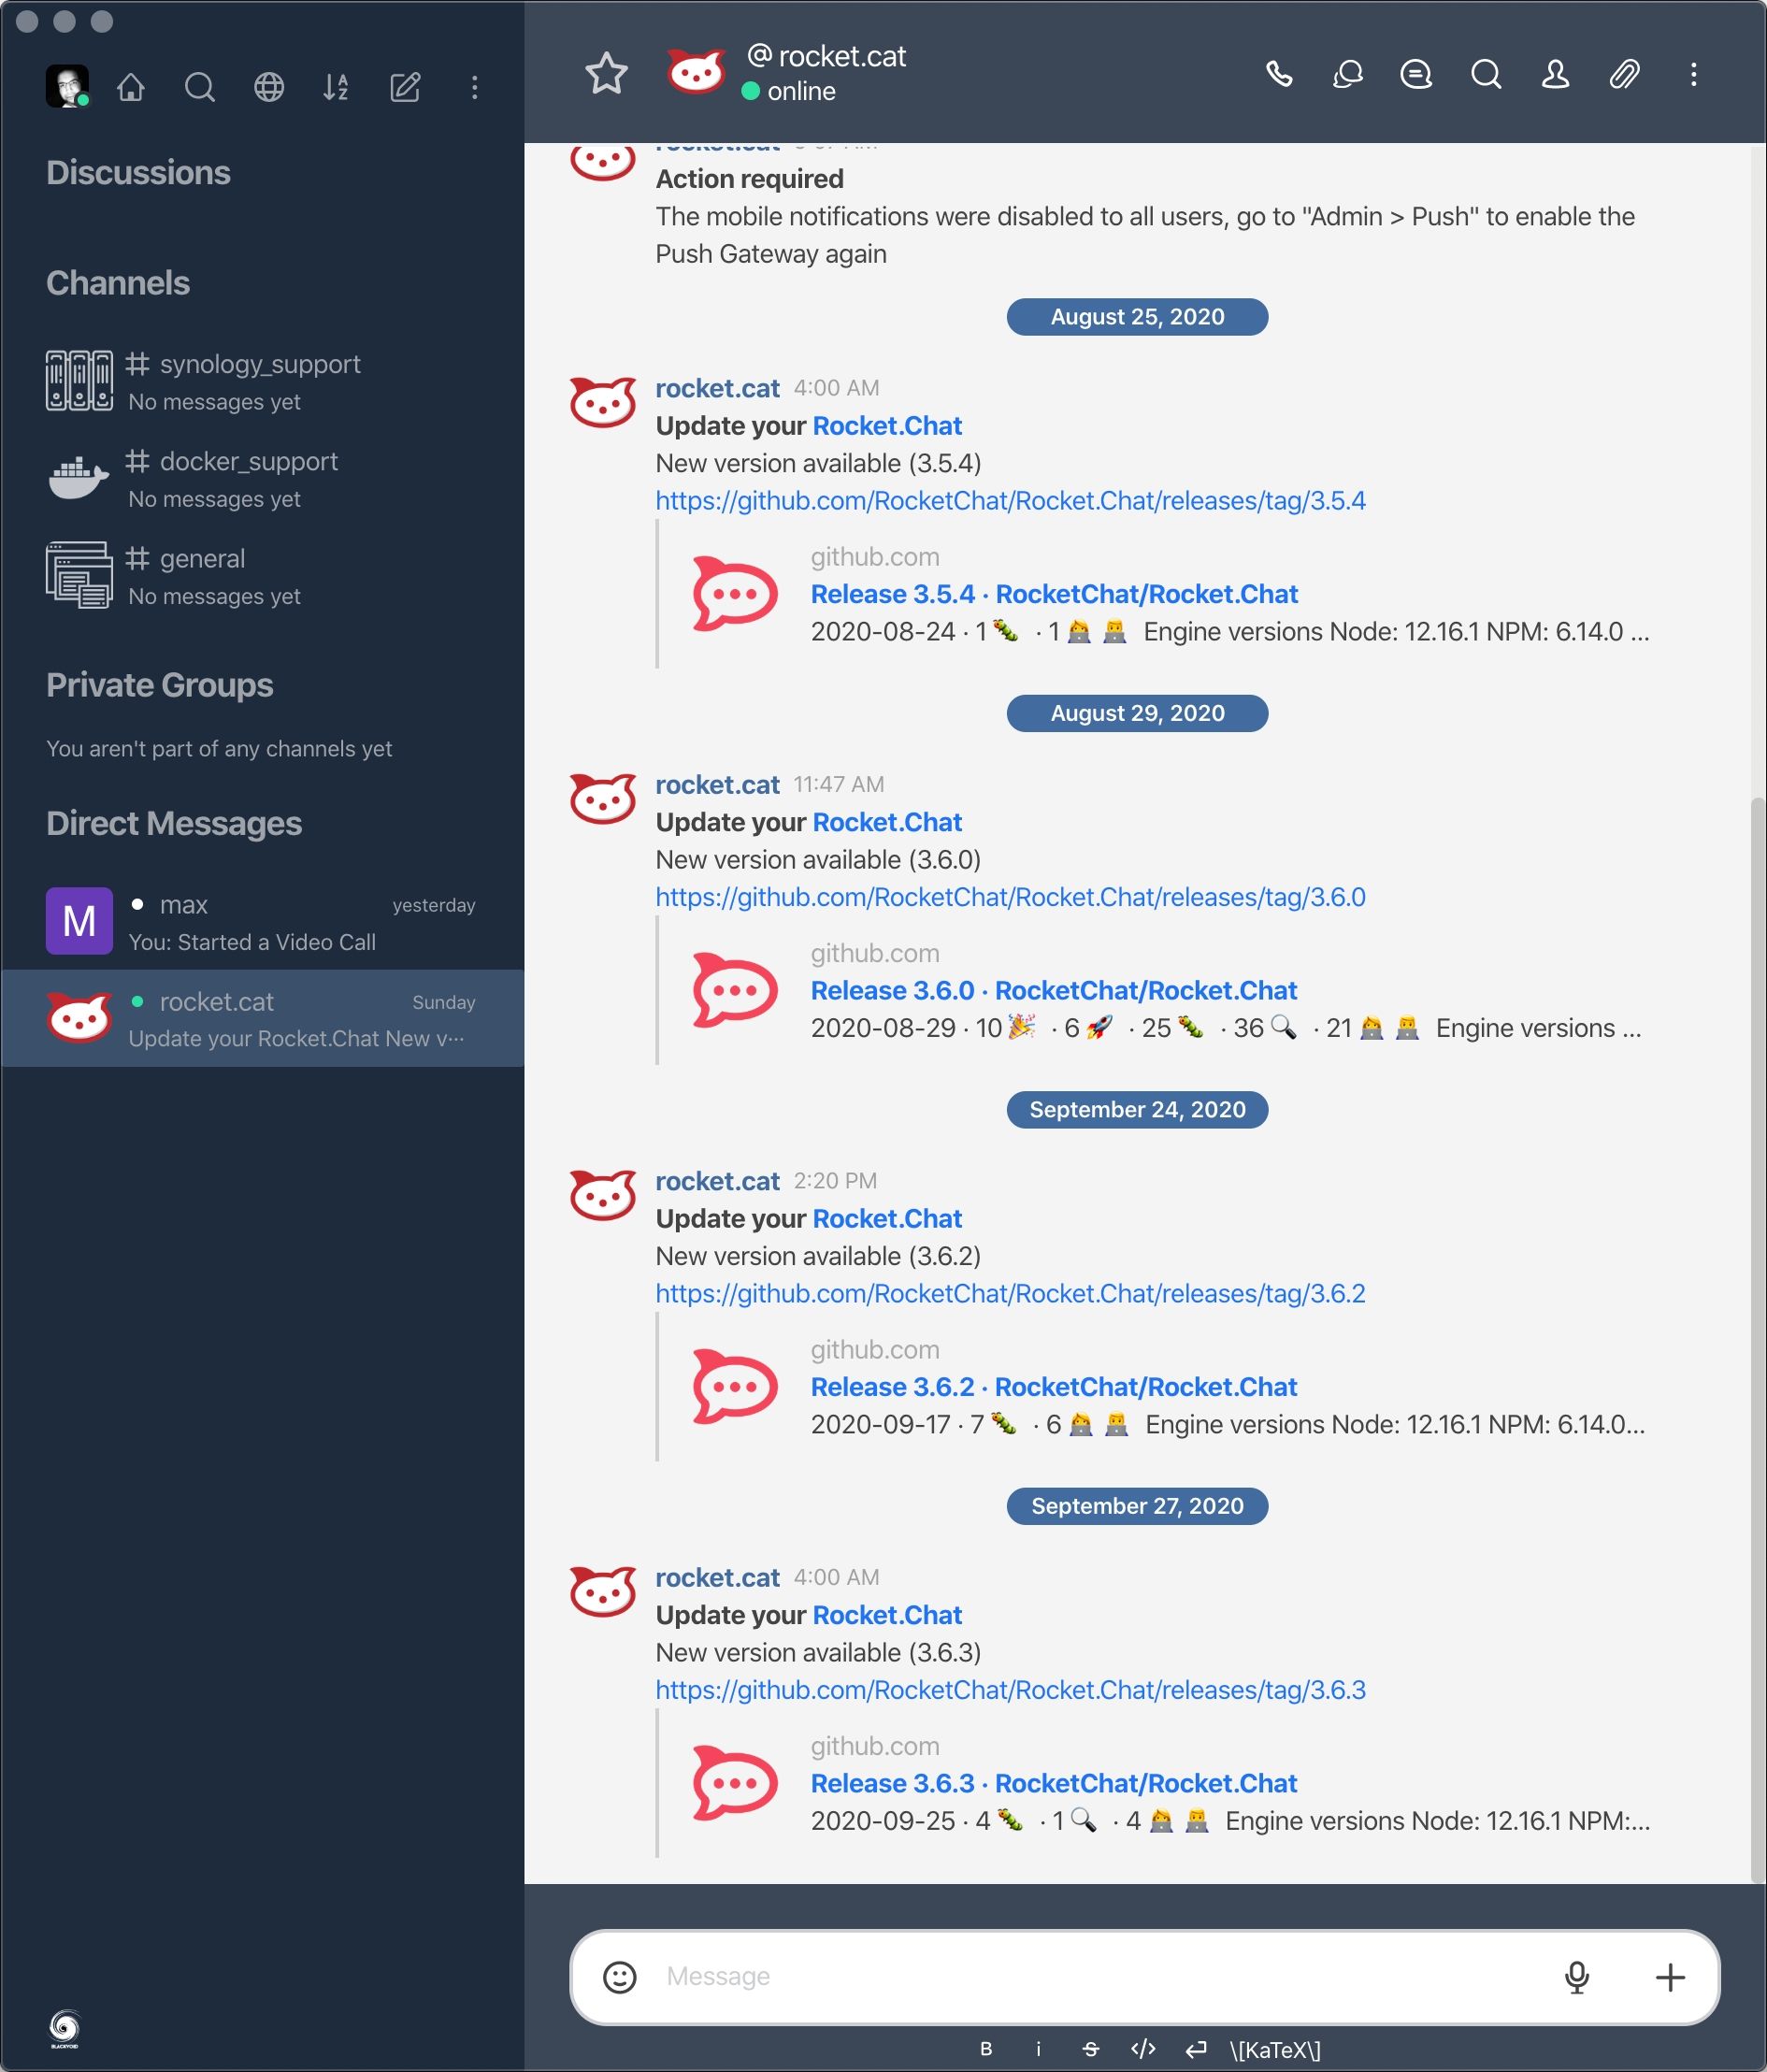 Discussions
Channels
synology_support
No messages yet
docker_support
No messages yet
general
No messages yet
Private Groups
You aren't part of any channels yet
Direct Messages
M
max yesterday
You: Started a Video Call
rocket.cat Sunday
Update your Rocket.Chat New v...
BLACKVOID
@ rocket.cat
online
rocket.cat
Action required
The mobile notifications were disabled to all users, go to "Admin > Push" to enable the
Push Gateway again
August 25, 2020
rocket.cat 4:00 AM
Update your Rocket.Chat
New version available (3.5.4)
https://github.com/RocketChat/Rocket.Chat/releases/tag/3.5.4
github.com
Release 3.5.4 · RocketChat/Rocket.Chat
2020-08-24 · 1 🐛 · 1 👩‍💻 👨‍💻 Engine versions Node: 12.16.1 NPM: 6.14.0 ...
August 29, 2020
rocket.cat 11:47 AM
Update your Rocket.Chat
New version available (3.6.0)
https://github.com/RocketChat/Rocket.Chat/releases/tag/3.6.0
github.com
Release 3.6.0 · RocketChat/Rocket.Chat
2020-08-29 · 10 🎉 · 6 🚀 · 25 🐛 · 36 🔍 · 21 👩‍💻 👨‍💻 Engine versions ...
September 24, 2020
rocket.cat 2:20 PM
Update your Rocket.Chat
New version available (3.6.2)
https://github.com/RocketChat/Rocket.Chat/releases/tag/3.6.2
github.com
Release 3.6.2 · RocketChat/Rocket.Chat
2020-09-17 · 7 🐛 · 6 👩‍💻 👨‍💻 Engine versions Node: 12.16.1 NPM: 6.14.0...
September 27, 2020
rocket.cat 4:00 AM
Update your Rocket.Chat
New version available (3.6.3)
https://github.com/RocketChat/Rocket.Chat/releases/tag/3.6.3
github.com
Release 3.6.3 · RocketChat/Rocket.Chat
2020-09-25 · 4 🐛 · 1 🔍 · 4 👩‍💻 👨‍💻 Engine versions Node: 12.16.1 NPM:...
Message
B i S </> \[KaTeX\]